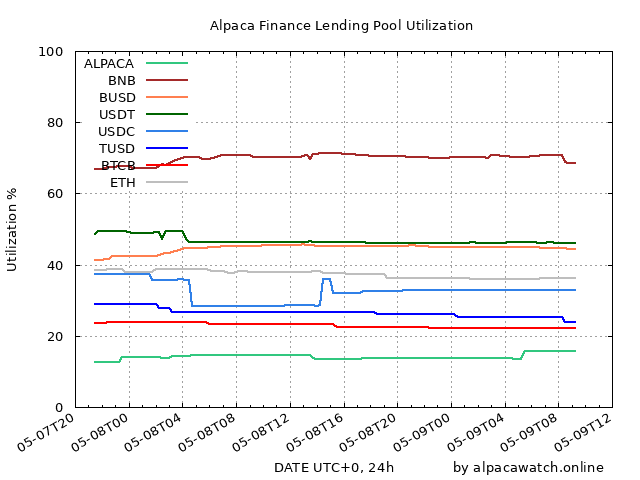 Alpaca Finance Lending Pool Utilization
100
80
60
40
20
0
Utilization %
ALPACA
BNB
BUSD
USDT
USDC
TUSD
BTCB
ETH
05-07T20
05-08T00
05-08T04
05-08T08
05-08T12
05-08T16
05-08T20
05-09T00
05-09T04
05-09T08
05-09T12
DATE UTC+0, 24h
by alpacawatch.online